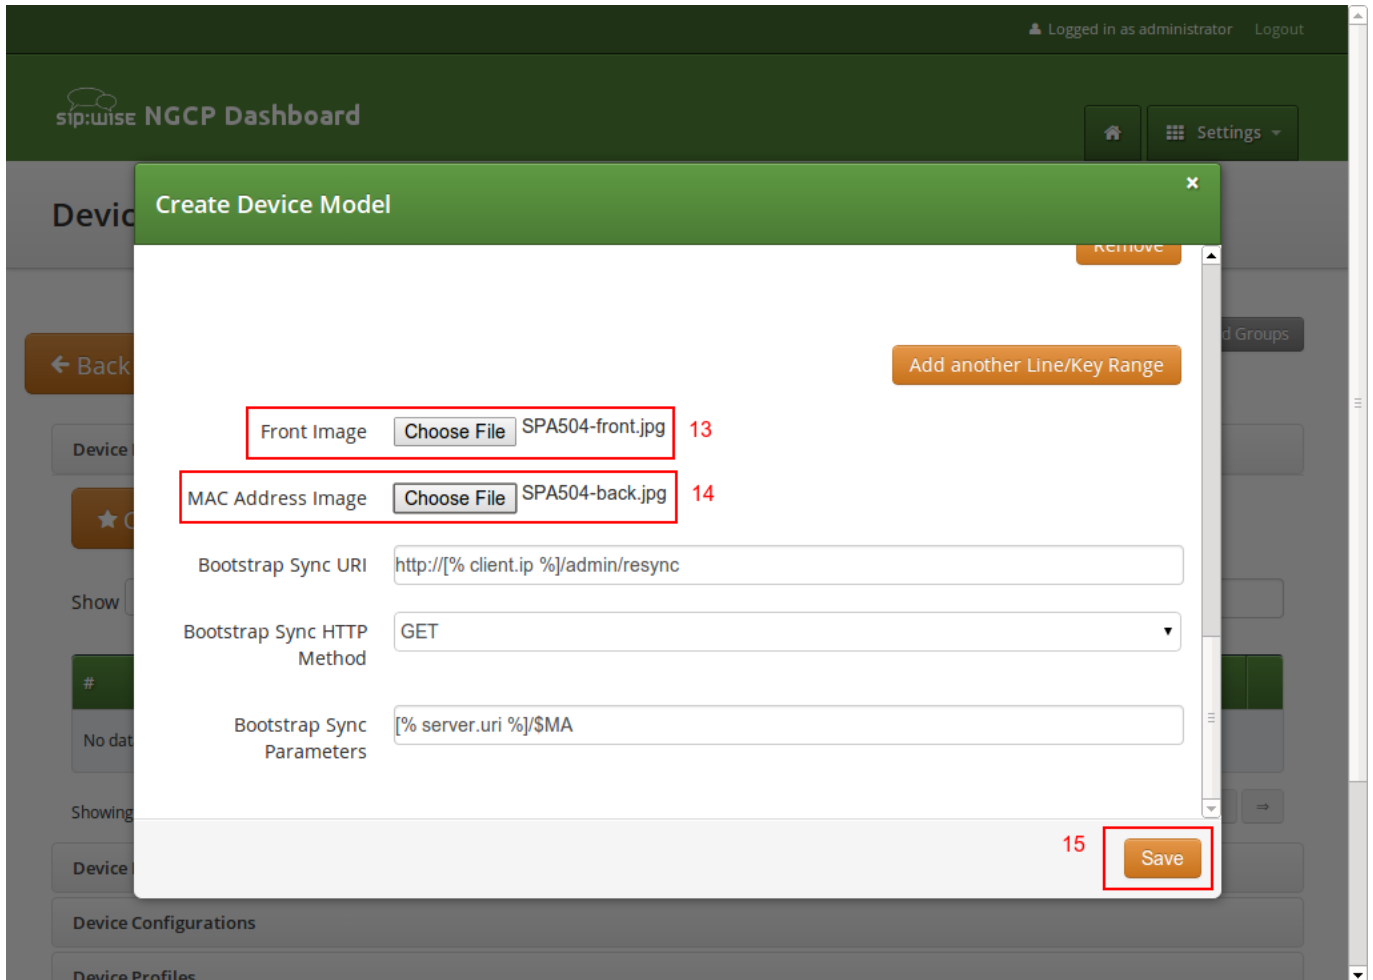 Logged in as administrator Logout
sip:wise NGCP Dashboard
Settings
Create Device Model
×
Devic
Remove
d Groups
Back
Add another Line/Key Range
Front Image Choose File SPA504-front.jpg 13
Device
MAC Address Image Choose File SPA504-back.jpg 14
C
Bootstrap Sync URI http://[% client.ip %]/admin/resync
Show
Bootstrap Sync HTTP Method GET
#
Bootstrap Sync Parameters [% server.uri %]/$MA
No dat
Showing
15 Save
Device
Device Configurations
Device Profiles